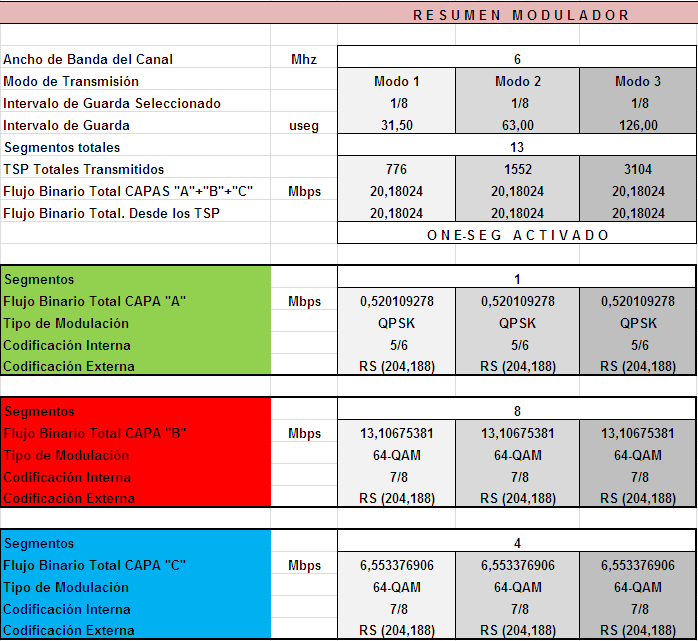 RESUMEN MODULADOR
Ancho de Banda del Canal Mhz 6
Modo de Transmisión Modo 1 Modo 2 Modo 3
Intervalo de Guarda Seleccionado 1/8 1/8 1/8
Intervalo de Guarda useg 31,50 63,00 126,00
Segmentos totales 13
TSP Totales Transmitidos 776 1552 3104
Flujo Binario Total CAPAS "A"+"B"+"C" Mbps 20,18024 20,18024 20,18024
Flujo Binario Total. Desde los TSP 20,18024 20,18024 20,18024
ONE-SEG ACTIVADO
Segmentos 1
Flujo Binario Total CAPA "A" Mbps 0,520109278 0,520109278 0,520109278
Tipo de Modulación QPSK QPSK QPSK
Codificación Interna 5/6 5/6 5/6
Codificación Externa RS (204,188) RS (204,188) RS (204,188)
Segmentos 8
Flujo Binario Total CAPA "B" Mbps 13,10675381 13,10675381 13,10675381
Tipo de Modulación 64-QAM 64-QAM 64-QAM
Codificación Interna 7/8 7/8 7/8
Codificación Externa RS (204,188) RS (204,188) RS (204,188)
Segmentos 4
Flujo Binario Total CAPA "C" Mbps 6,553376906 6,553376906 6,553376906
Tipo de Modulación 64-QAM 64-QAM 64-QAM
Codificación Interna 7/8 7/8 7/8
Codificación Externa RS (204,188) RS (204,188) RS (204,188)